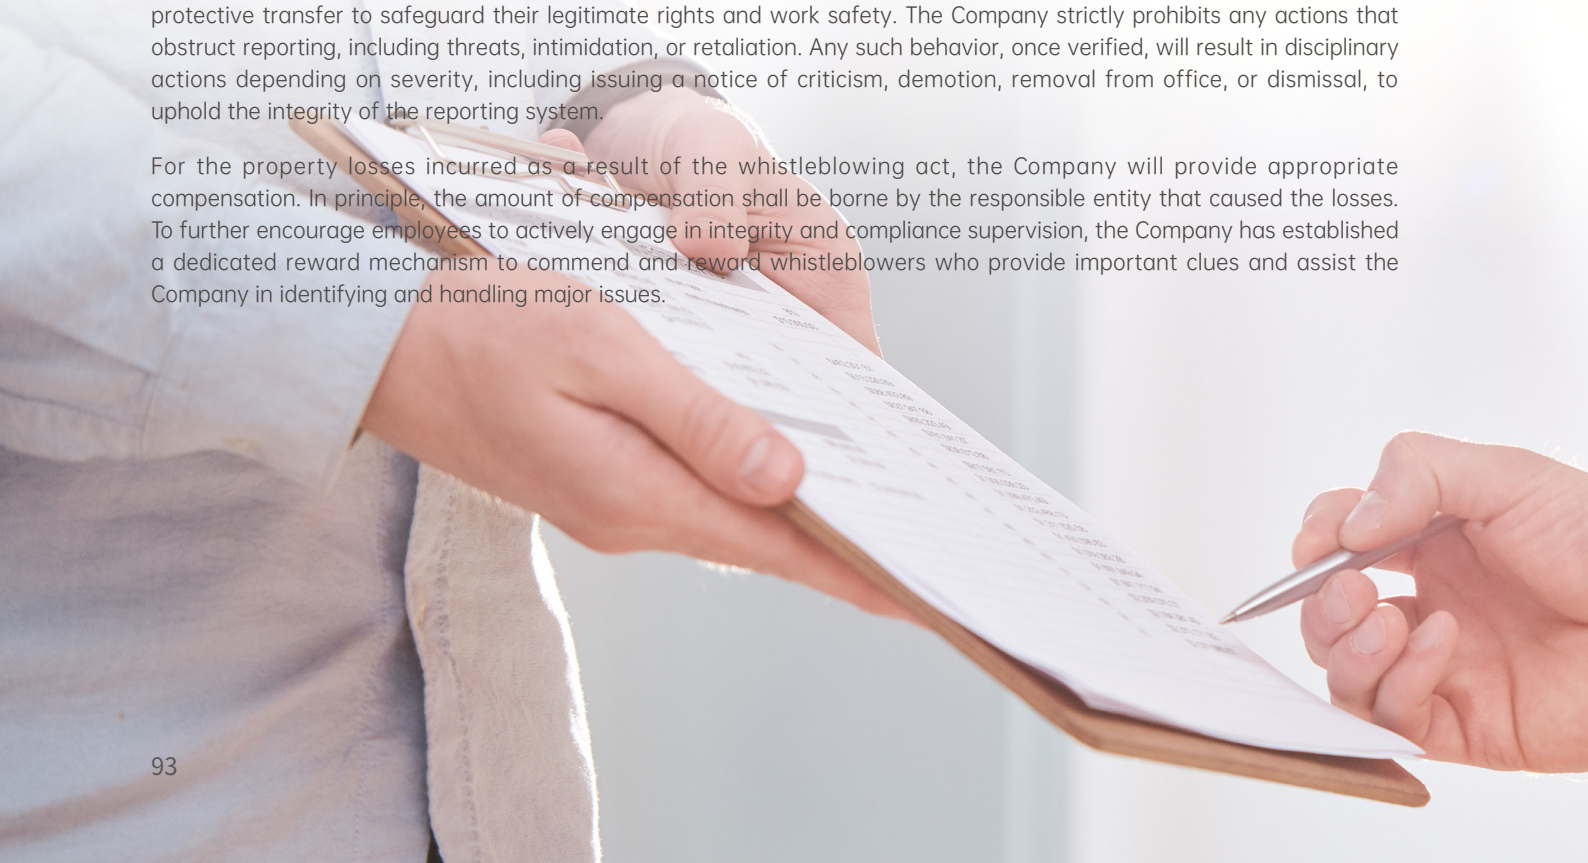 protective transfer to safeguard their legitimate rights and work safety. The Company strictly prohibits any actions that
obstruct reporting, including threats, intimidation, or retaliation. Any such behavior, once verified, will result in disciplinary
actions depending on severity, including issuing a notice of criticism, demotion, removal from office, or dismissal, to
uphold the integrity of the reporting system.
For the property losses incurred as a result of the whistleblowing act, the Company will provide appropriate
compensation. In principle, the amount of compensation shall be borne by the responsible entity that caused the losses.
To further encourage employees to actively engage in integrity and compliance supervision, the Company has established
a dedicated reward mechanism to commend and reward whistleblowers who provide important clues and assist the
Company in identifying and handling major issues.
93